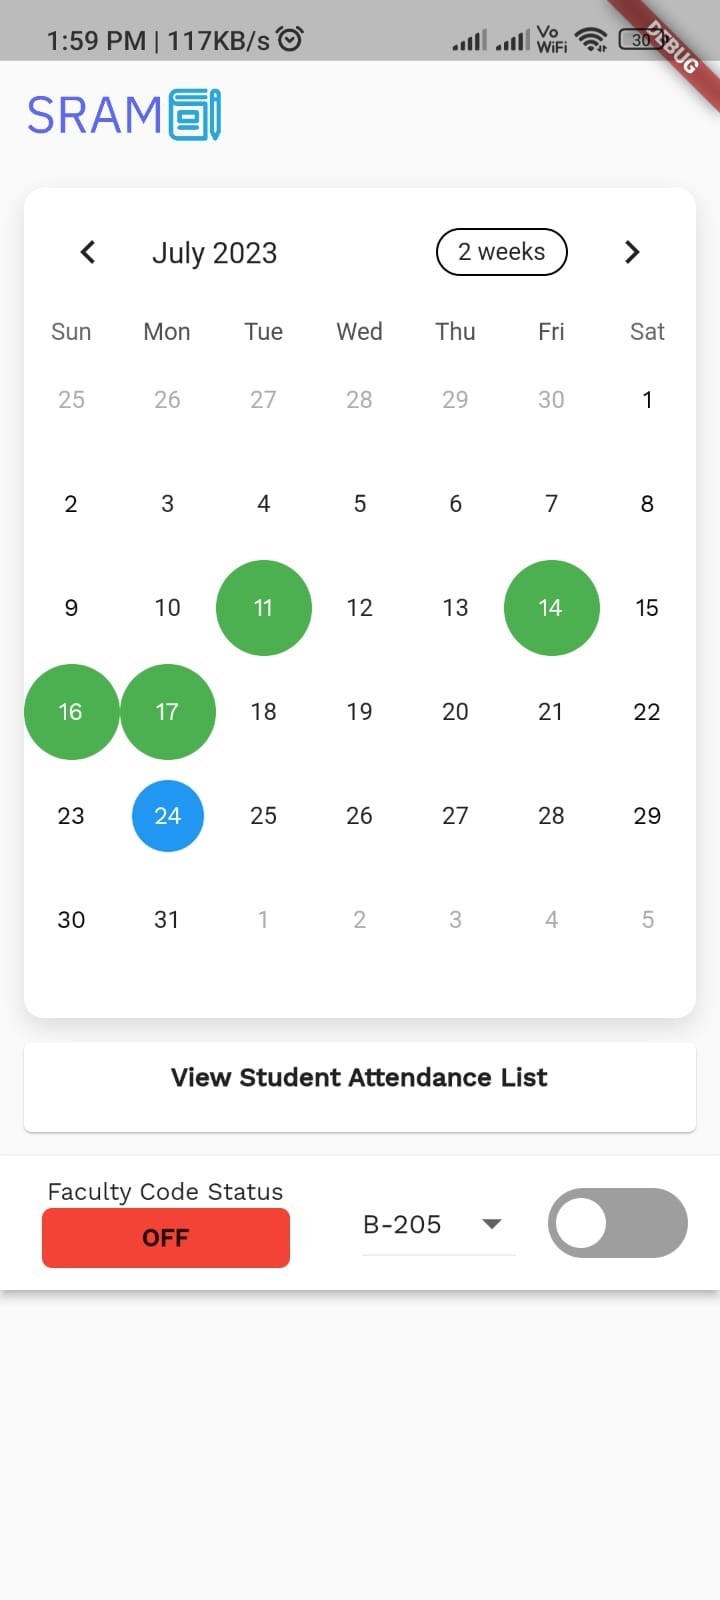 1:59 PM | 117KB/s Vo WiFi 30
DEBUG
SRAM
July 2023 2 weeks
Sun Mon Tue Wed Thu Fri Sat
25 26 27 28 29 30 1
2 3 4 5 6 7 8
9 10 11 12 13 14 15
16 17 18 19 20 21 22
23 24 25 26 27 28 29
30 31 1 2 3 4 5
View Student Attendance List
Faculty Code Status
OFF B-205